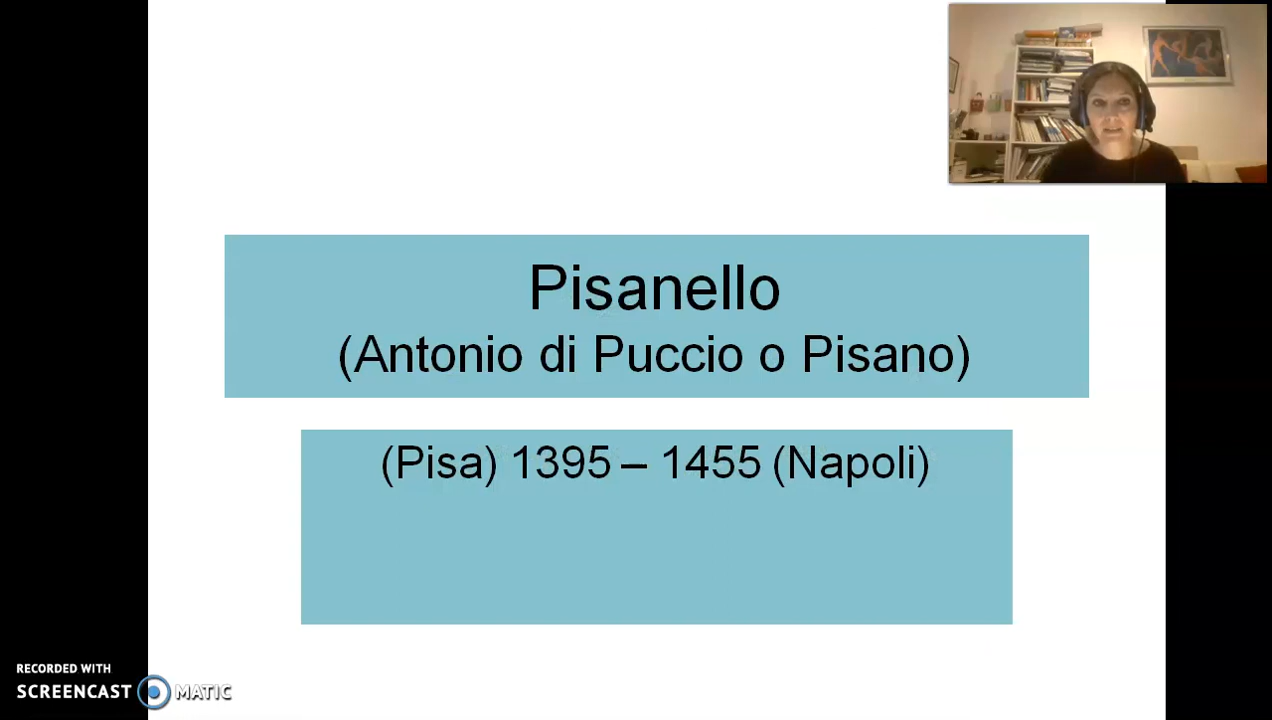 Pisanello
(Antonio di Puccio o Pisano)
(Pisa) 1395 – 1455 (Napoli)
RECORDED WITH
SCREENCAST MATIC